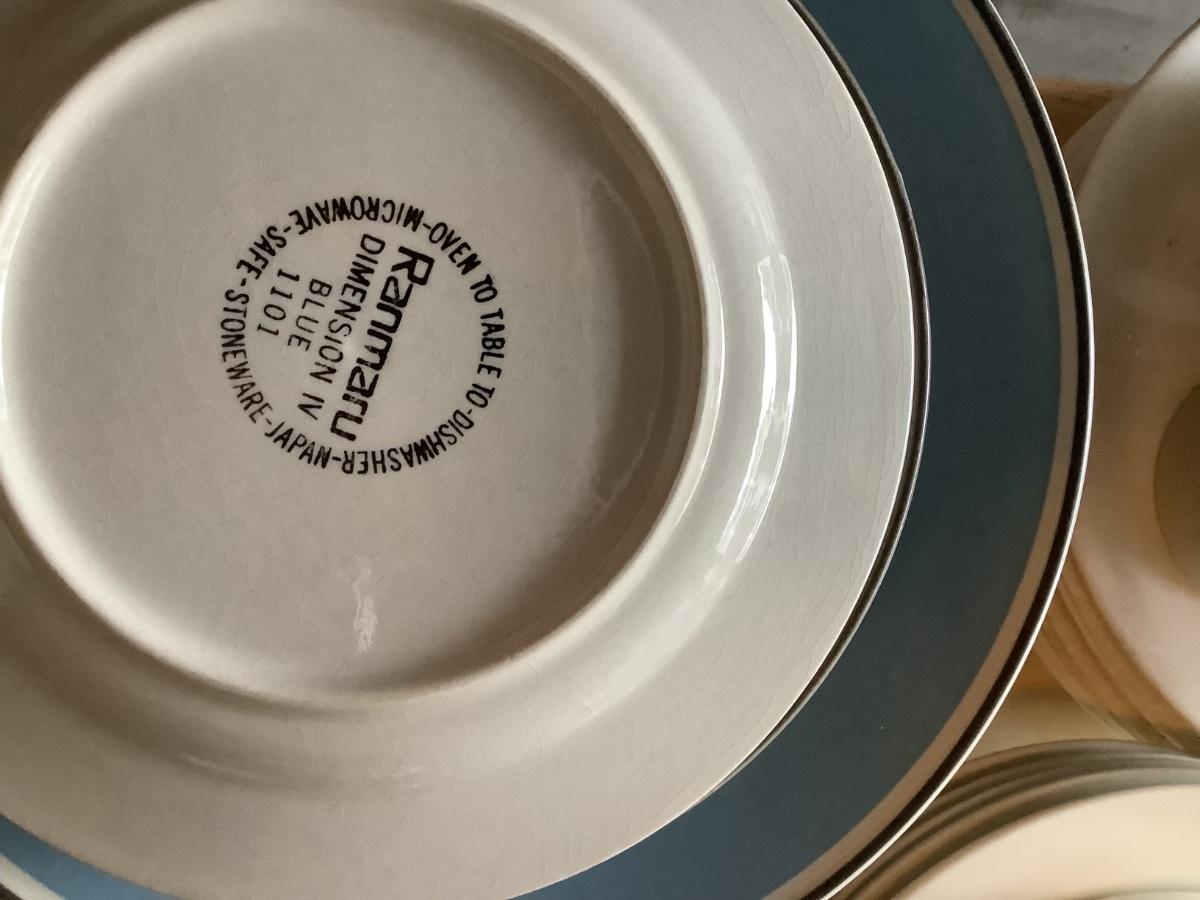 Ranmaru
DIMENSION IV
BLUE
1101
MICROWAVE-OVEN TO TABLE TO-DISHWASHER-SAFE-STONEWARE-JAPAN-